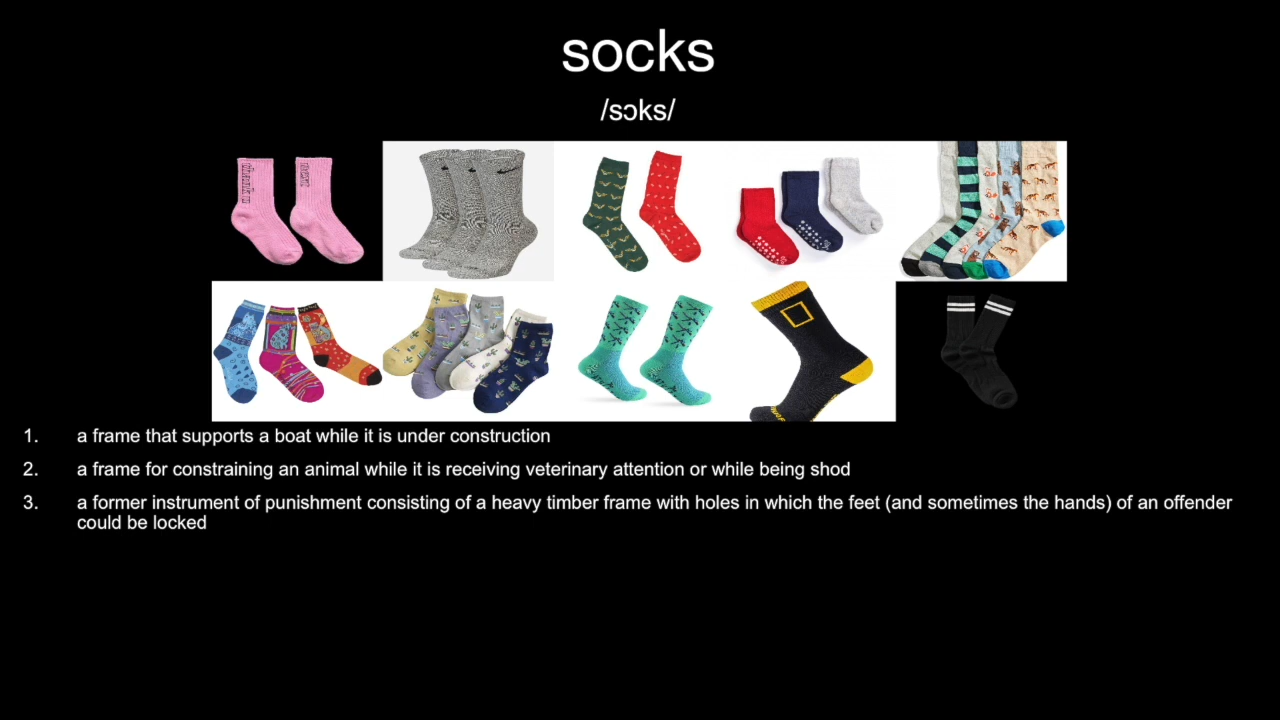 socks
/sɔks/
1. a frame that supports a boat while it is under construction
2. a frame for constraining an animal while it is receiving veterinary attention or while being shod
3. a former instrument of punishment consisting of a heavy timber frame with holes in which the feet (and sometimes the hands) of an offender
could be locked